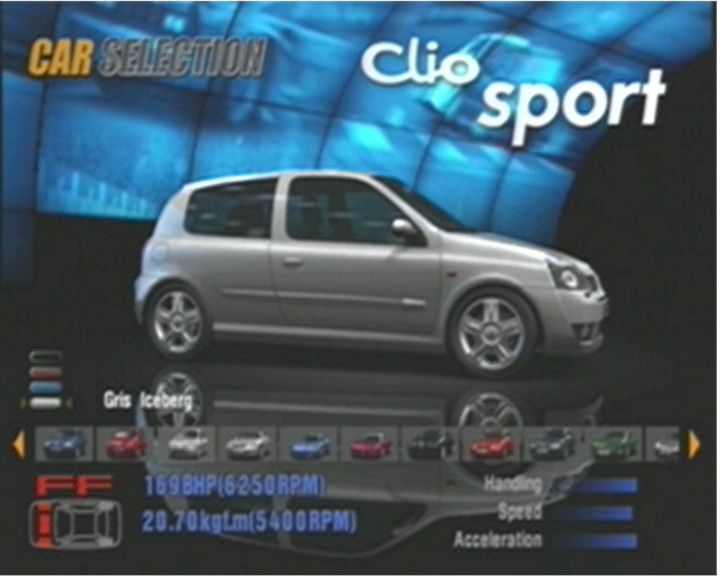 CAR SELECTION
Clio
sport
Gris Iceberg
FF
169BHP(6250RPM)
20.70kgf.m(5400RPM)
Handling
Speed
Acceleration